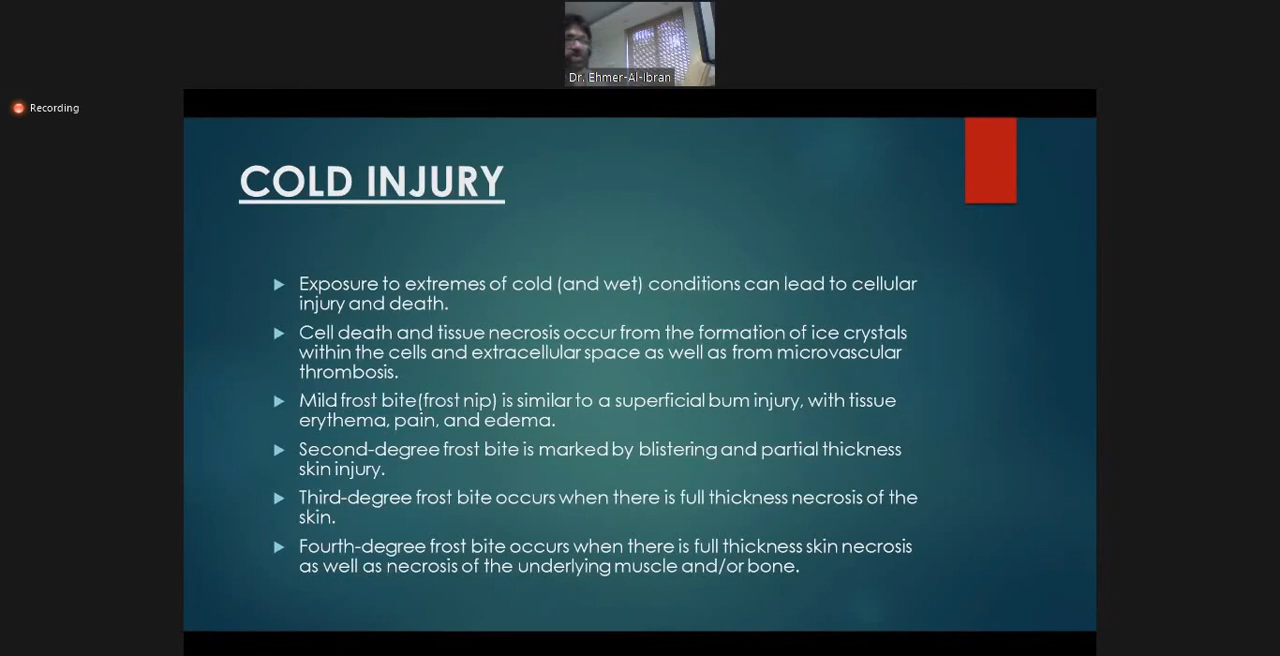 Dr. Ehmer-Al-Ibran
Recording
COLD INJURY
Exposure to extremes of cold (and wet) conditions can lead to cellular
injury and death.
Cell death and tissue necrosis occur from the formation of ice crystals
within the cells and extracellular space as well as from microvascular
thrombosis.
Mild frost bite(frost nip) is similar to a superficial bum injury, with tissue
erythema, pain, and edema.
Second-degree frost bite is marked by blistering and partial thickness
skin injury.
Third-degree frost bite occurs when there is full thickness necrosis of the
skin.
Fourth-degree frost bite occurs when there is full thickness skin necrosis
as well as necrosis of the underlying muscle and/or bone.